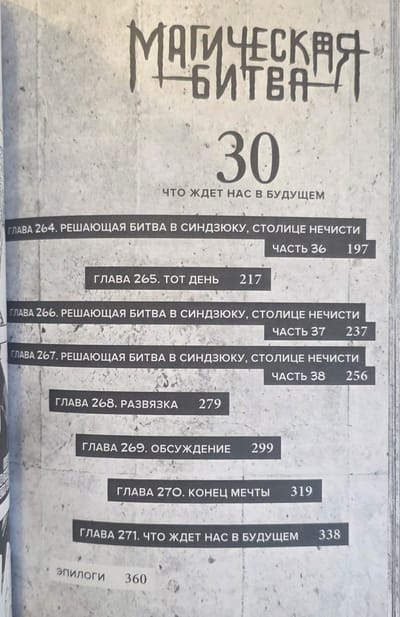 МАГИЧЕСКАЯ
БИТВА
30
ЧТО ЖДЕТ НАС В БУДУЩЕМ
ГЛАВА 264. РЕШАЮЩАЯ БИТВА В СИНДЗЮКУ, СТОЛИЦЕ НЕЧИСТИ
ЧАСТЬ 36 197
ГЛАВА 265. ТОТ ДЕНЬ 217
ГЛАВА 266. РЕШАЮЩАЯ БИТВА В СИНДЗЮКУ, СТОЛИЦЕ НЕЧИСТИ
ЧАСТЬ 37 237
ГЛАВА 267. РЕШАЮЩАЯ БИТВА В СИНДЗЮКУ, СТОЛИЦЕ НЕЧИСТИ
ЧАСТЬ 38 256
ГЛАВА 268. РАЗВЯЗКА 279
ГЛАВА 269. ОБСУЖДЕНИЕ 299
ГЛАВА 270. КОНЕЦ МЕЧТЫ 319
ГЛАВА 271. ЧТО ЖДЕТ НАС В БУДУЩЕМ 338
ЭПИЛОГИ 360